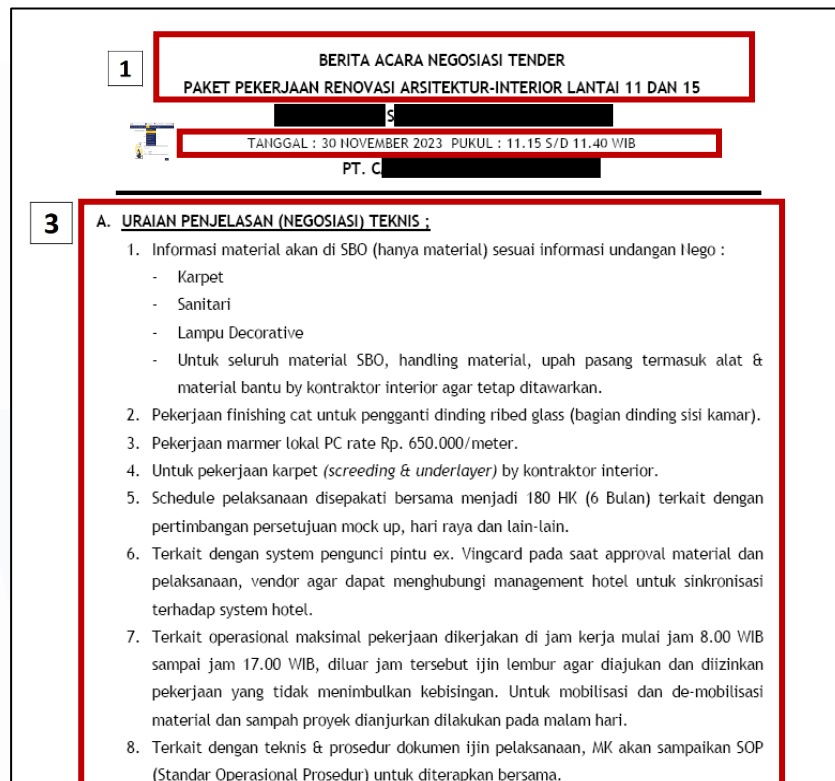 1
BERITA ACARA NEGOSIASI TENDER
PAKET PEKERJAAN RENOVASI ARSITEKTUR-INTERIOR LANTAI 11 DAN 15
S
TANGGAL : 30 NOVEMBER 2023 PUKUL : 11.15 S/D 11.40 WIB
PT. C
3
A. URAIAN PENJELASAN (NEGOSIASI) TEKNIS ;
1. Informasi material akan di SBO (hanya material) sesuai informasi undangan Nego :
- Karpet
- Sanitari
- Lampu Decorative
- Untuk seluruh material SBO, handling material, upah pasang termasuk alat &
material bantu by kontraktor interior agar tetap ditawarkan.
2. Pekerjaan finishing cat untuk pengganti dinding ribed glass (bagian dinding sisi kamar).
3. Pekerjaan marmer lokal PC rate Rp. 650.000/meter.
4. Untuk pekerjaan karpet (screeding & underlayer) by kontraktor interior.
5. Schedule pelaksanaan disepakati bersama menjadi 180 HK (6 Bulan) terkait dengan
pertimbangan persetujuan mock up, hari raya dan lain-lain.
6. Terkait dengan system pengunci pintu ex. Vingcard pada saat approval material dan
pelaksanaan, vendor agar dapat menghubungi management hotel untuk sinkronisasi
terhadap system hotel.
7. Terkait operasional maksimal pekerjaan dikerjakan di jam kerja mulai jam 8.00 WIB
sampai jam 17.00 WIB, diluar jam tersebut ijin lembur agar diajukan dan diizinkan
pekerjaan yang tidak menimbulkan kebisingan. Untuk mobilisasi dan de-mobilisasi
material dan sampah proyek dianjurkan dilakukan pada malam hari.
8. Terkait dengan teknis & prosedur dokumen ijin pelaksanaan, MK akan sampaikan SOP
(Standar Operasional Prosedur) untuk diterapkan bersama.